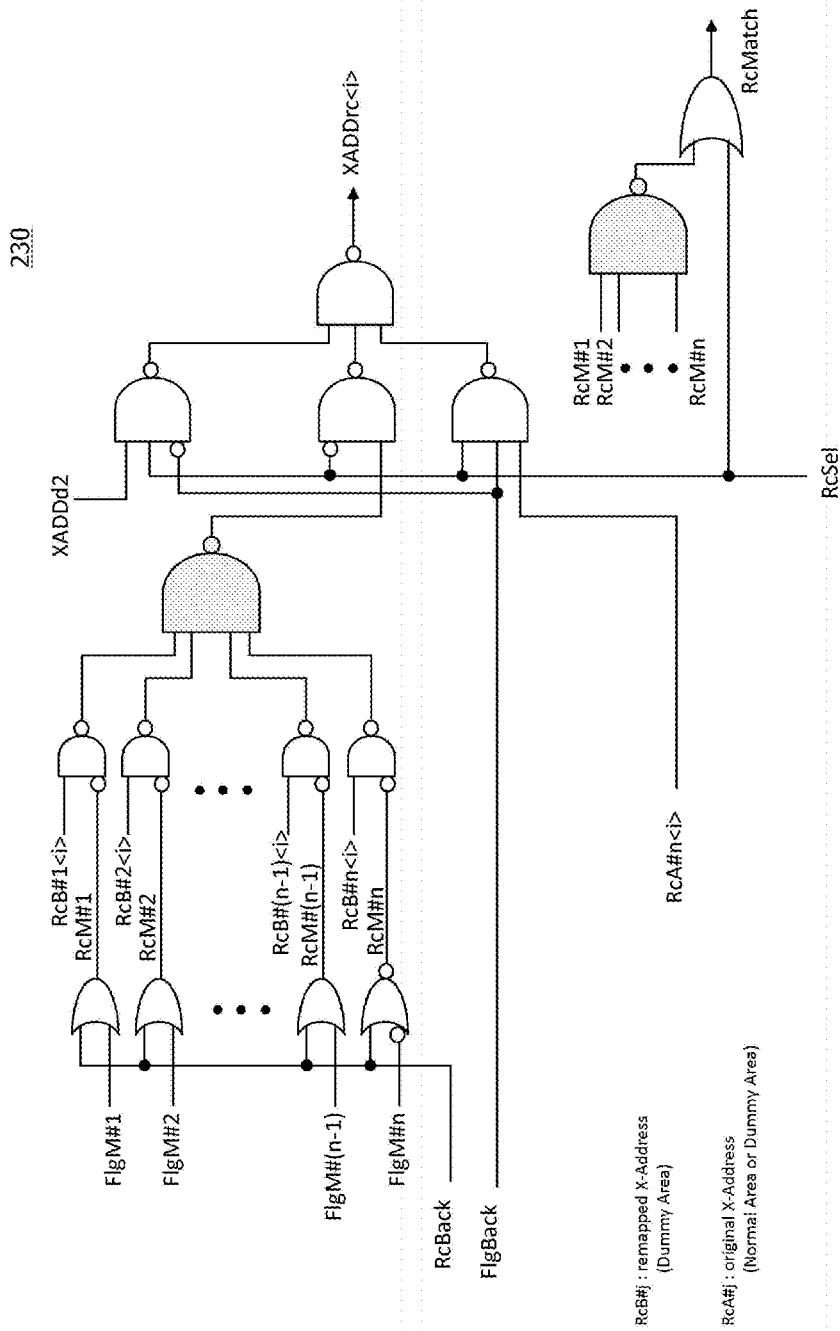 230
FlgM#1
FlgM#2
FlgM#(n-1)
FlgM#n
RcBack
FlgBack
RcB#1<i>
RcM#1
RcB#2<i>
RcM#2
RcB#(n-1)<i>
RcM#(n-1)
RcB#n<i>
RcM#n
RcA#n<i>
XADDd2
XADDrc<i>
RcSel
RcM#1
RcM#2
RcM#n
RcMatch
RcB#j : remapped X-Address
(Dummy Area)
RcA#j : original X-Address
(Normal Area or Dummy Area)